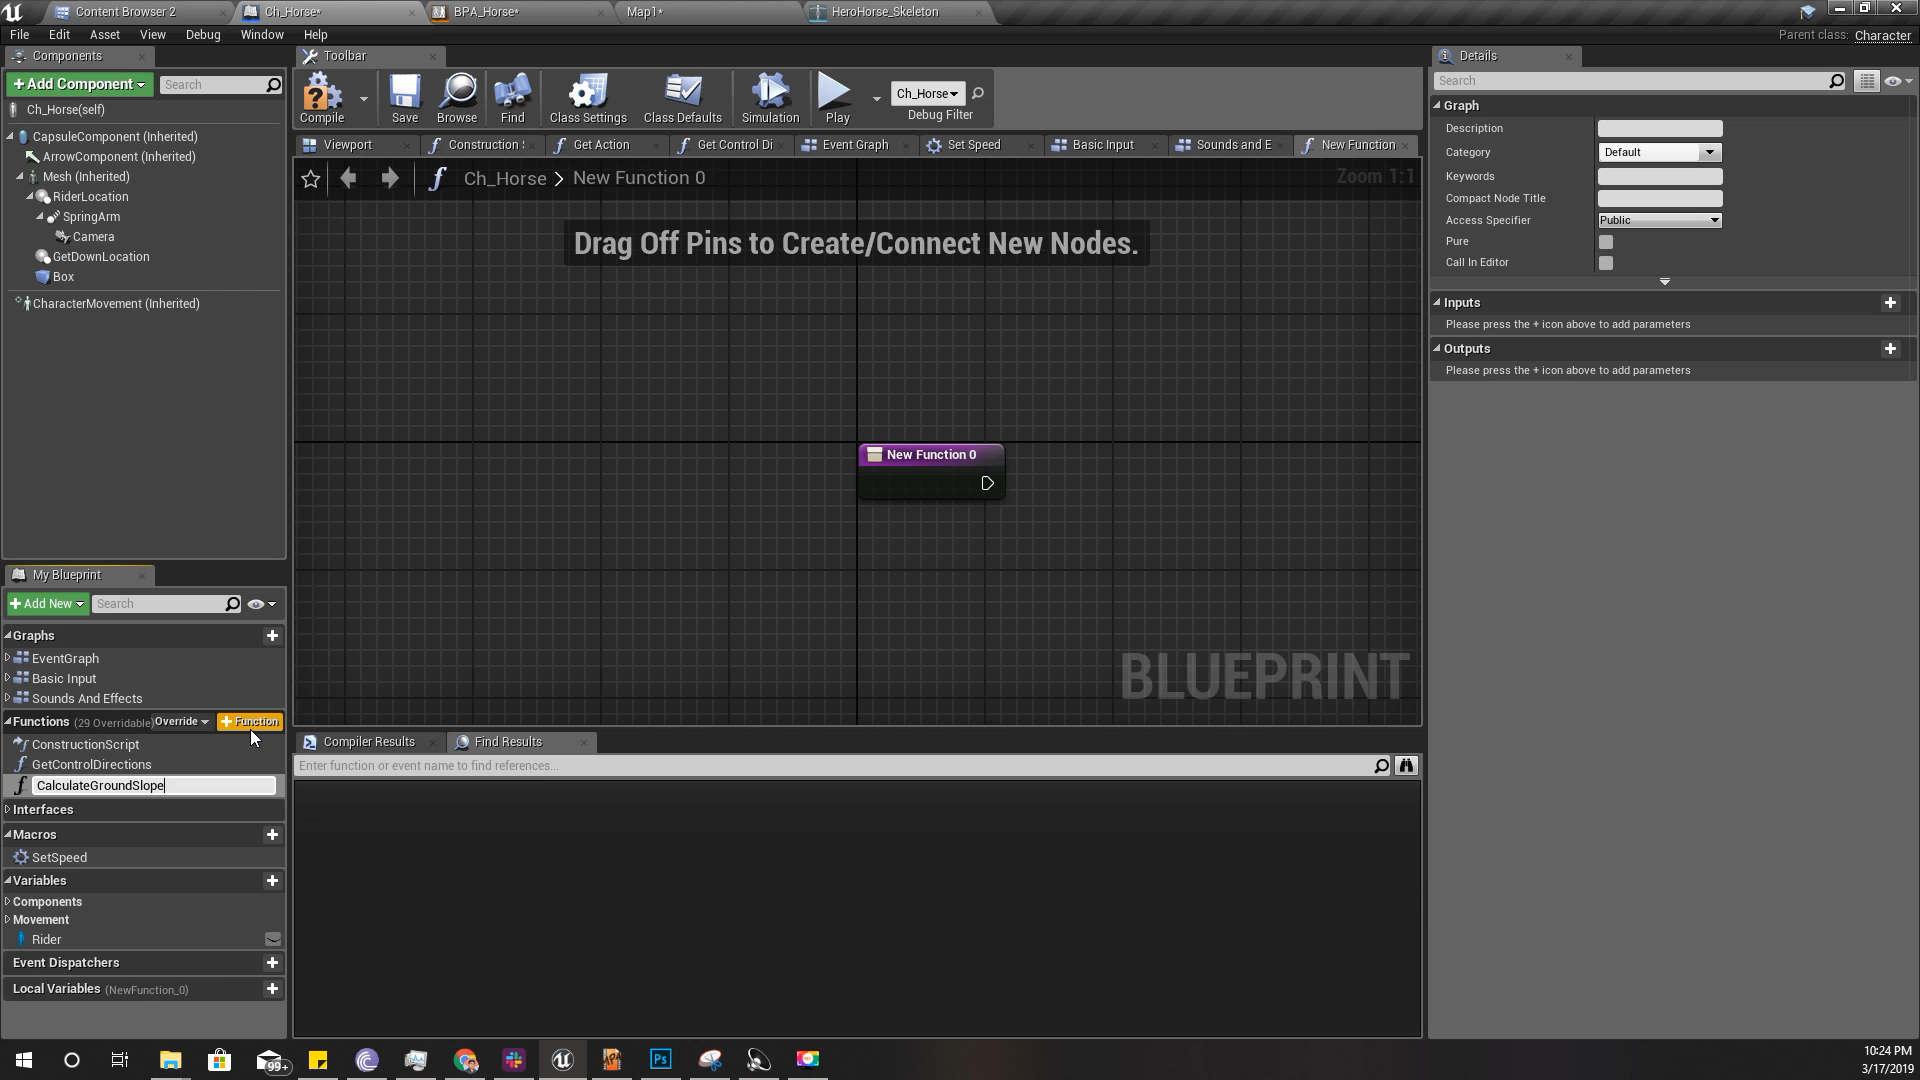 Content Browser 2
Ch_Horse*
BPA_Horse*
Map1*
HeroHorse_Skeleton
File Edit Asset View Debug Window Help
Parent class: Character
Components
+ Add Component
Search
Ch_Horse(self)
CapsuleComponent (Inherited)
ArrowComponent (Inherited)
Mesh (Inherited)
RiderLocation
SpringArm
Camera
GetDownLocation
Box
CharacterMovement (Inherited)
Toolbar
Compile
Save
Browse
Find
Class Settings
Class Defaults
Simulation
Play
Ch_Horse
Debug Filter
Viewport
Construction
Get Action
Get Control Di
Event Graph
Set Speed
Basic Input
Sounds and E
New Function
Ch_Horse > New Function 0
Zoom 1:1
Drag Off Pins to Create/Connect New Nodes.
New Function 0
BLUEPRINT
My Blueprint
+ Add New
Search
Graphs
EventGraph
Basic Input
Sounds And Effects
Functions (29 Overridable) Override + Function
ConstructionScript
GetControlDirections
CalculateGroundSlope
Interfaces
Macros
SetSpeed
Variables
Components
Movement
Rider
Event Dispatchers
Local Variables (NewFunction_0)
Compiler Results
Find Results
Enter function or event name to find references...
Details
Search
Graph
Description
Category Default
Keywords
Compact Node Title
Access Specifier Public
Pure
Call In Editor
Inputs
Please press the + icon above to add parameters
Outputs
Please press the + icon above to add parameters
99+
Ps
10:24 PM
3/17/2019